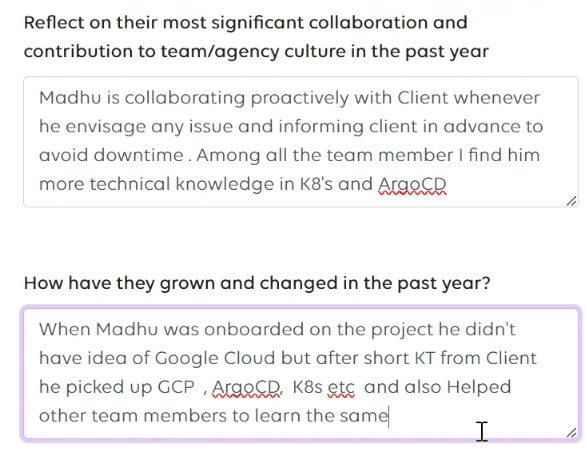 Reflect on their most significant collaboration and
contribution to team/agency culture in the past year
Madhu is collaborating proactively with Client whenever
he envisage any issue and informing client in advance to
avoid downtime . Among all the team member I find him
more technical knowledge in K8's and ArgoCD
How have they grown and changed in the past year?
When Madhu was onboarded on the project he didn't
have idea of Google Cloud but after short KT from Client
he picked up GCP , ArgoCD, K8s etc and also Helped
other team members to learn the same